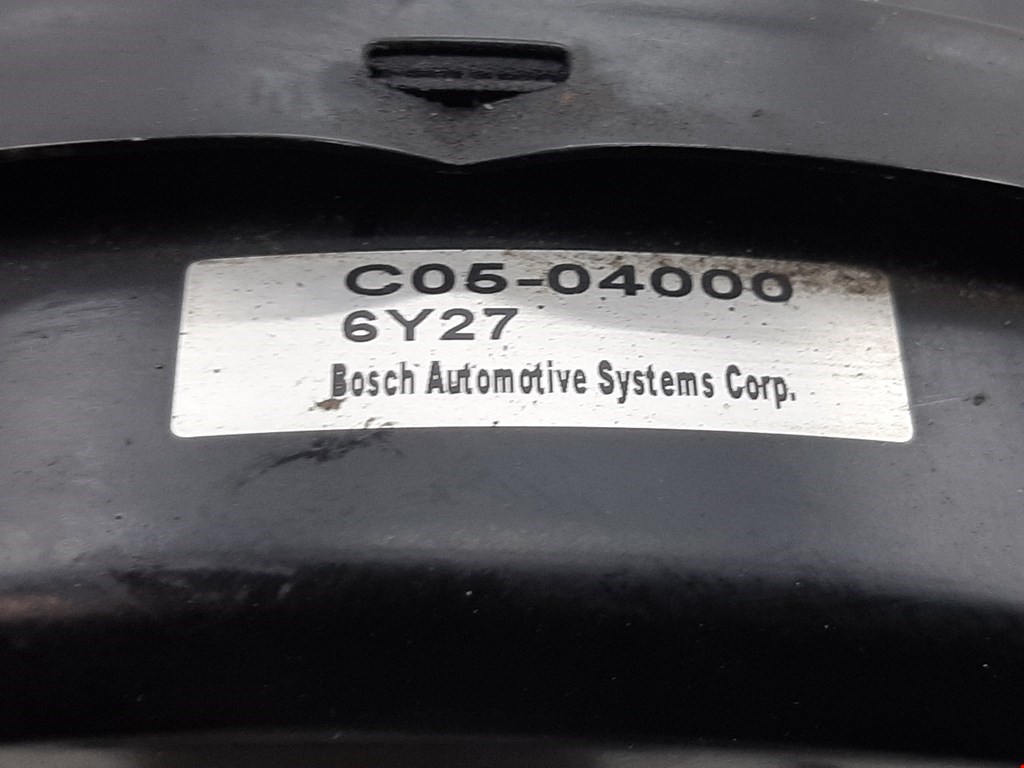 C05-04000
6Y27
Bosch Automotive Systems Corp.